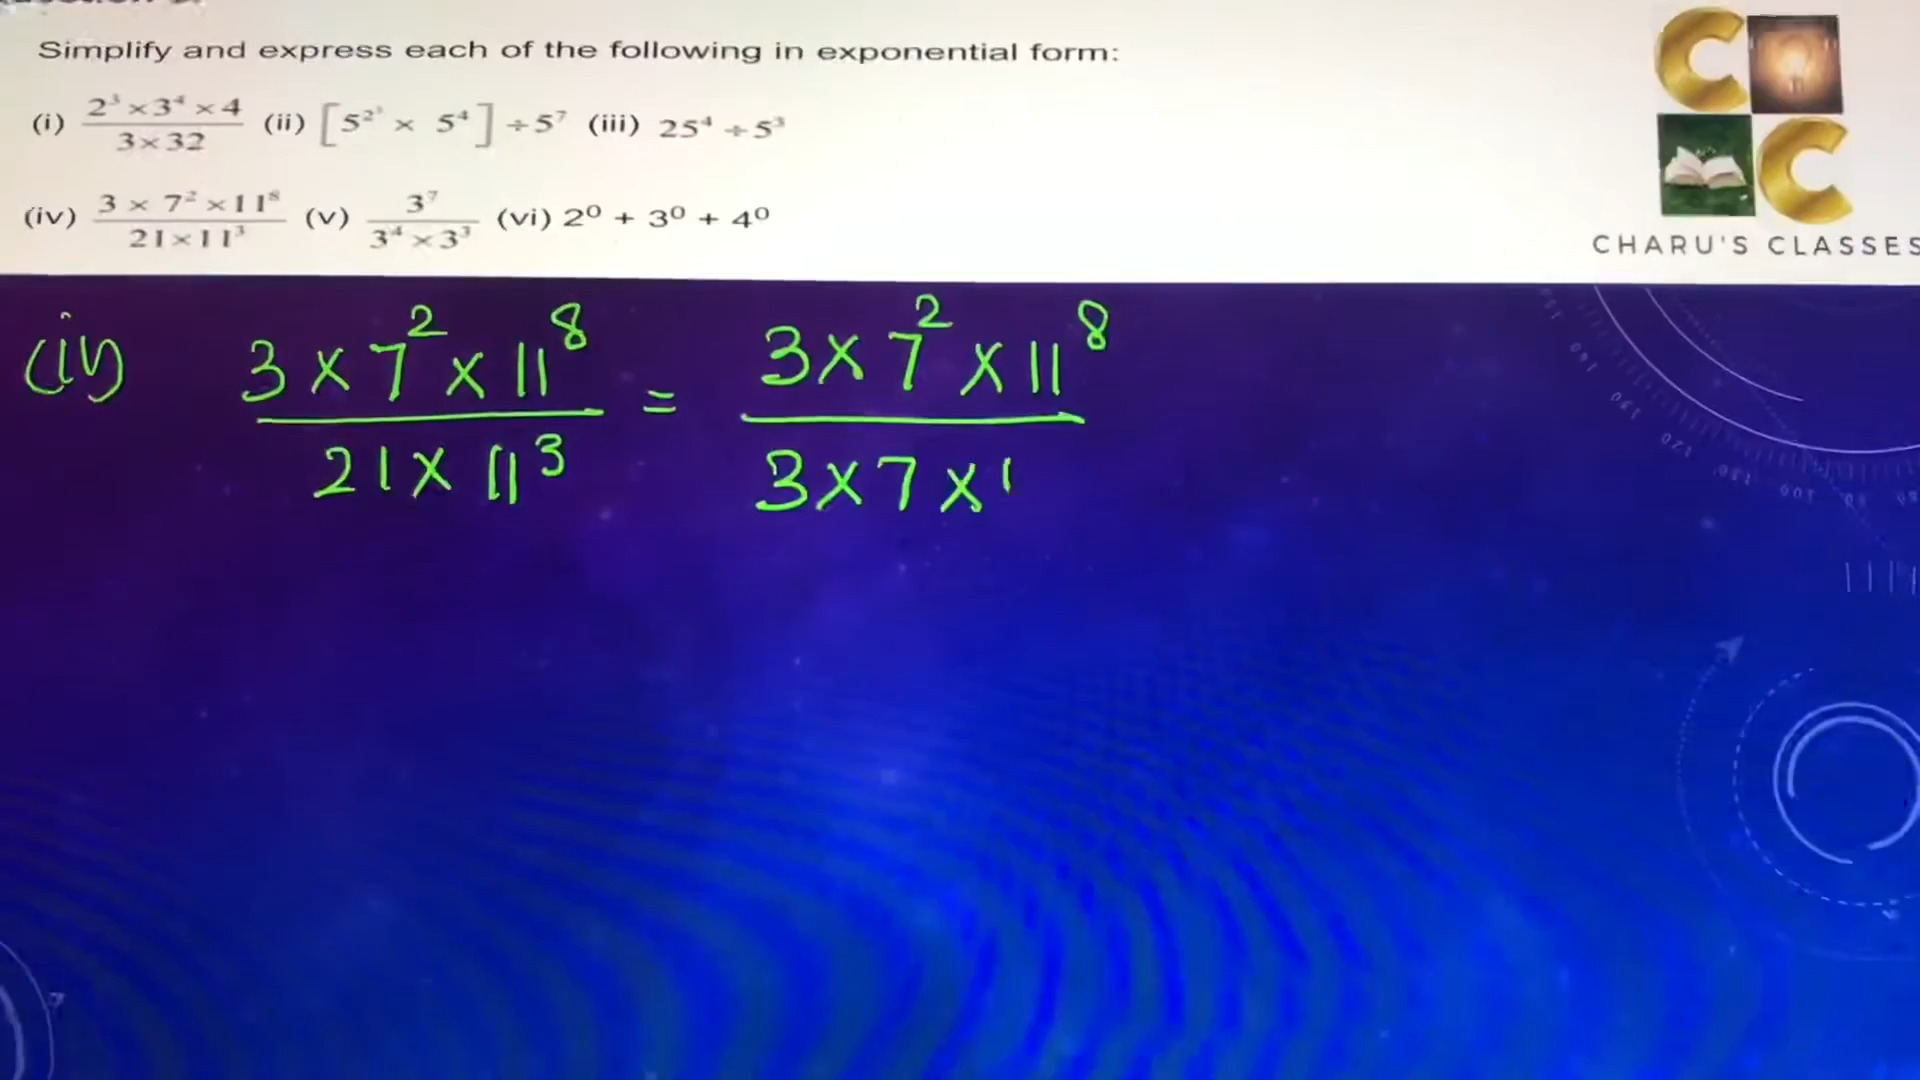 Simplify and express each of the following in exponential form:
(i) 2³×3⁴×4 / 3×32 (ii) [5²³ × 5⁴] ÷5⁷ (iii) 25⁴ ÷5³
(iv) 3 × 7² ×11⁸ / 21×11³ (v) 3⁷ / 3⁴×3³ (vi) 2⁰ + 3⁰ + 4⁰
CHARU'S CLASSES
(iv) 3 × 7² × 11⁸ / 21 × 11³ = 3 × 7² × 11⁸ / 3 × 7 × 1